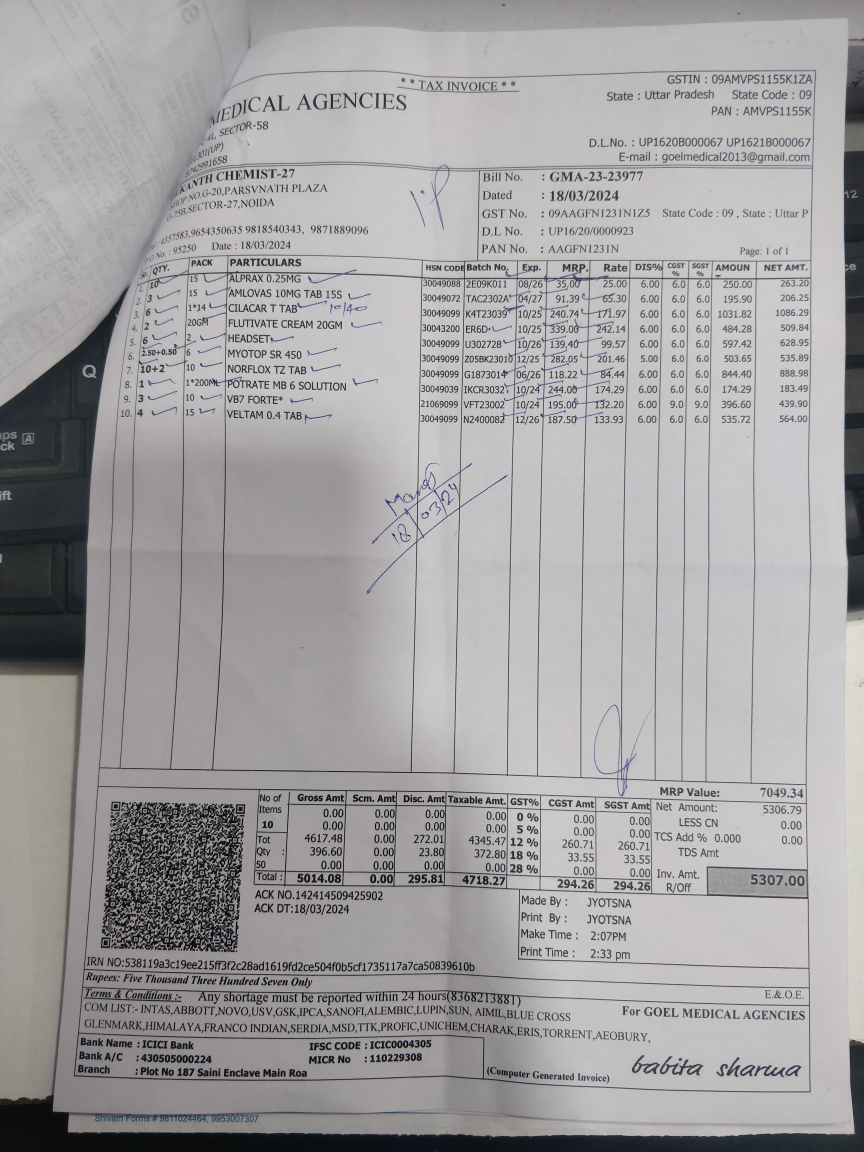 * * TAX INVOICE * *
GSTIN : 09AMVPS1155K1ZA
State : Uttar Pradesh State Code : 09
PAN : AMVPS1155K
MEDICAL AGENCIES
SECTOR-58
D.L.No. : UP1620B000067 UP1621B000067
E-mail : goelmedical2013@gmail.com
KANTH CHEMIST-27
SHOP NO.G-20,PARSVNATH PLAZA
G-75B,SECTOR-27,NOIDA
4357583,9654350635 9818540343, 9871889096
: 95250 Date : 18/03/2024
Bill No. : GMA-23-23977
Dated : 18/03/2024
GST No. : 09AAGFN1231N1Z5 State Code : 09 , State : Uttar P
D.L No. : UP16/20/0000923
PAN No. : AAGFN1231N Page: 1 of 1
Sr. QTY. PACK PARTICULARS HSN CODE Batch No. Exp. MRP. Rate DIS% CGST % SGST % AMOUN NET AMT.
1. 10 15 ALPRAX 0.25MG 30049088 2E09K011 08/26 35.00 25.00 6.00 6.0 6.0 250.00 263.20
2. 3 15 AMLOVAS 10MG TAB 15S 30049072 TAC2302A 04/27 91.39 65.30 6.00 6.0 6.0 195.90 206.25
3. 6 1*14 CILACAR T TAB 10/40 30049099 K4T23039 10/25 240.74 171.97 6.00 6.0 6.0 1031.82 1086.29
4. 2 20GM FLUTIVATE CREAM 20GM 30043200 ER6D 10/25 339.00 242.14 6.00 6.0 6.0 484.28 509.84
5. 6 2 HEADSET 30049099 U302728 10/26 139.40 99.57 6.00 6.0 6.0 597.42 628.95
6. 2.50+0.50 6 MYOTOP SR 450 30049099 Z05BK23010 12/25 282.05 201.46 5.00 6.0 6.0 503.65 535.89
7. 10+2 10 NORFLOX TZ TAB 30049099 G1873014 06/26 118.22 84.44 6.00 6.0 6.0 844.40 888.98
8. 1 1*200ML POTRATE MB 6 SOLUTION 30049039 IKCR3032 10/24 244.00 174.29 6.00 6.0 6.0 174.29 183.49
9. 3 10 VB7 FORTE* 21069099 VFT23002 10/24 195.00 132.20 6.00 9.0 9.0 396.60 439.90
10. 4 15 VELTAM 0.4 TAB 30049099 N2400082 12/26 187.50 133.93 6.00 6.0 6.0 535.72 564.00
18 03/24
MRP Value: 7049.34
No of Items 10 Tot Qty : 50
Gross Amt Scm. Amt Disc. Amt Taxable Amt. GST% CGST Amt SGST Amt
0.00 0.00 0.00 0.00 0 % 0.00 0.00
0.00 0.00 0.00 0.00 5 % 0.00 0.00
4617.48 0.00 272.01 4345.47 12 % 260.71 260.71
396.60 0.00 23.80 372.80 18 % 33.55 33.55
0.00 0.00 0.00 0.00 28 % 0.00 0.00
Total : 5014.08 0.00 295.81 4718.27 294.26 294.26
Net Amount: 5306.79
LESS CN 0.00
TCS Add % 0.000 0.00
TDS Amt
Inv. Amt. R/Off 5307.00
ACK NO.142414509425902
ACK DT:18/03/2024
Made By : JYOTSNA
Print By : JYOTSNA
Make Time : 2:07PM
Print Time : 2:33 pm
IRN NO:538119a3c19ee215ff3f2c28ad1619fd2ce504f0b5cf1735117a7ca50839610b
Rupees: Five Thousand Three Hundred Seven Only
Terms & Conditions :- Any shortage must be reported within 24 hours(8368213881) E.&.O.E.
COM LIST:- INTAS,ABBOTT,NOVO,USV,GSK,IPCA,SANOFI,ALEMBIC,LUPIN,SUN, AIMIL,BLUE CROSS
GLENMARK,HIMALAYA,FRANCO INDIAN,SERDIA,MSD,TTK,PROFIC,UNICHEM,CHARAK,ERIS,TORRENT,AEOBURY,
For GOEL MEDICAL AGENCIES
Bank Name : ICICI Bank IFSC CODE : ICIC0004305
Bank A/C : 430505000224 MICR No : 110229308
Branch : Plot No 187 Saini Enclave Main Roa
(Computer Generated Invoice)
babita sharma
Shivam Forms # 9811024464, 9953007307